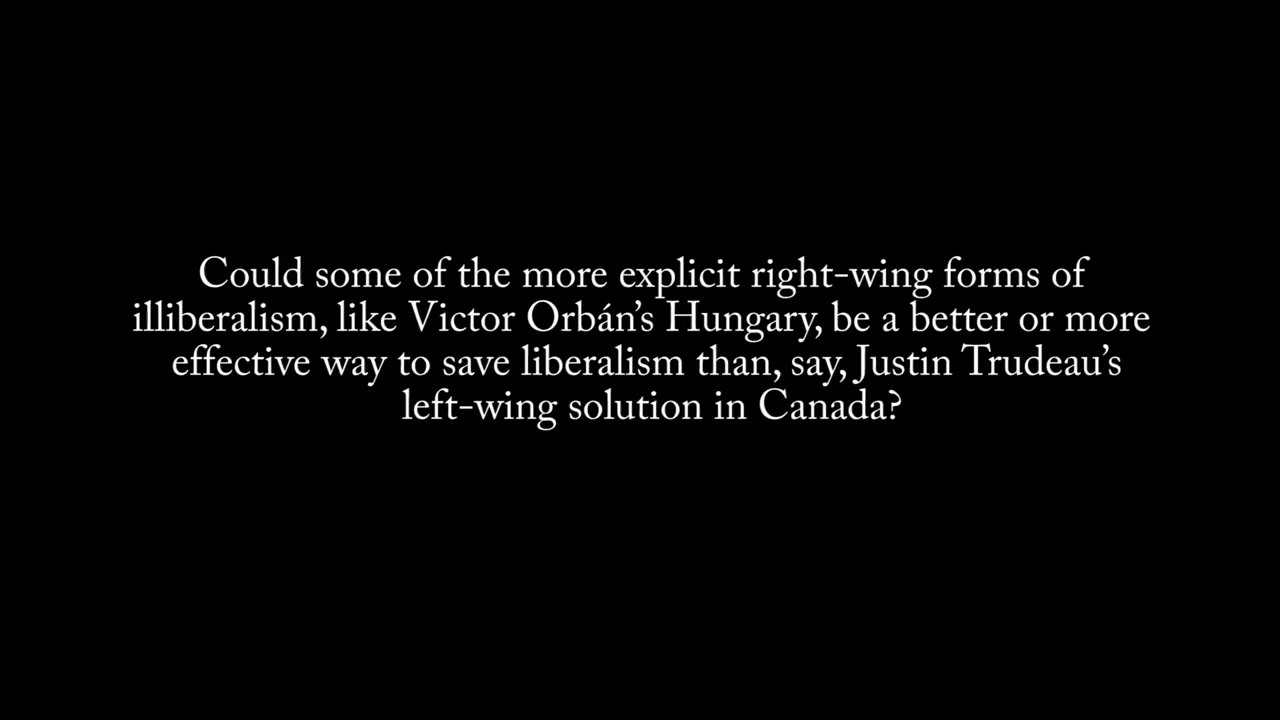 Could some of the more explicit right-wing forms of
illiberalism, like Victor Orbán’s Hungary, be a better or more
effective way to save liberalism than, say, Justin Trudeau’s
left-wing solution in Canada?